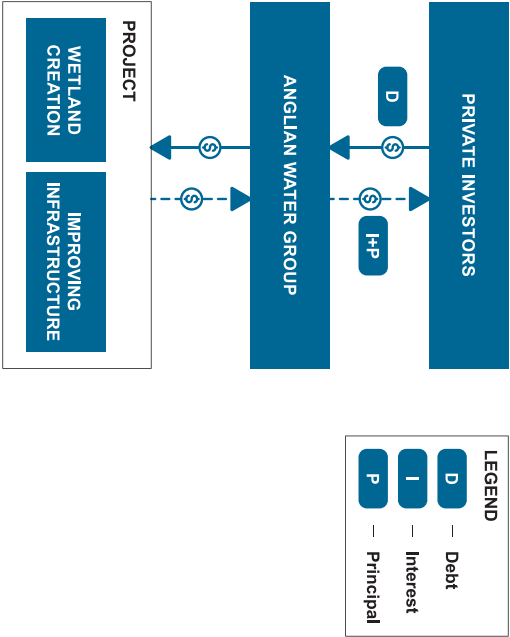 PRIVATE INVESTORS
D
$
$
I+P
ANGLIAN WATER GROUP
$
$
PROJECT
WETLAND
CREATION
IMPROVING
INFRASTRUCTURE
LEGEND
D — Debt
I — Interest
P — Principal